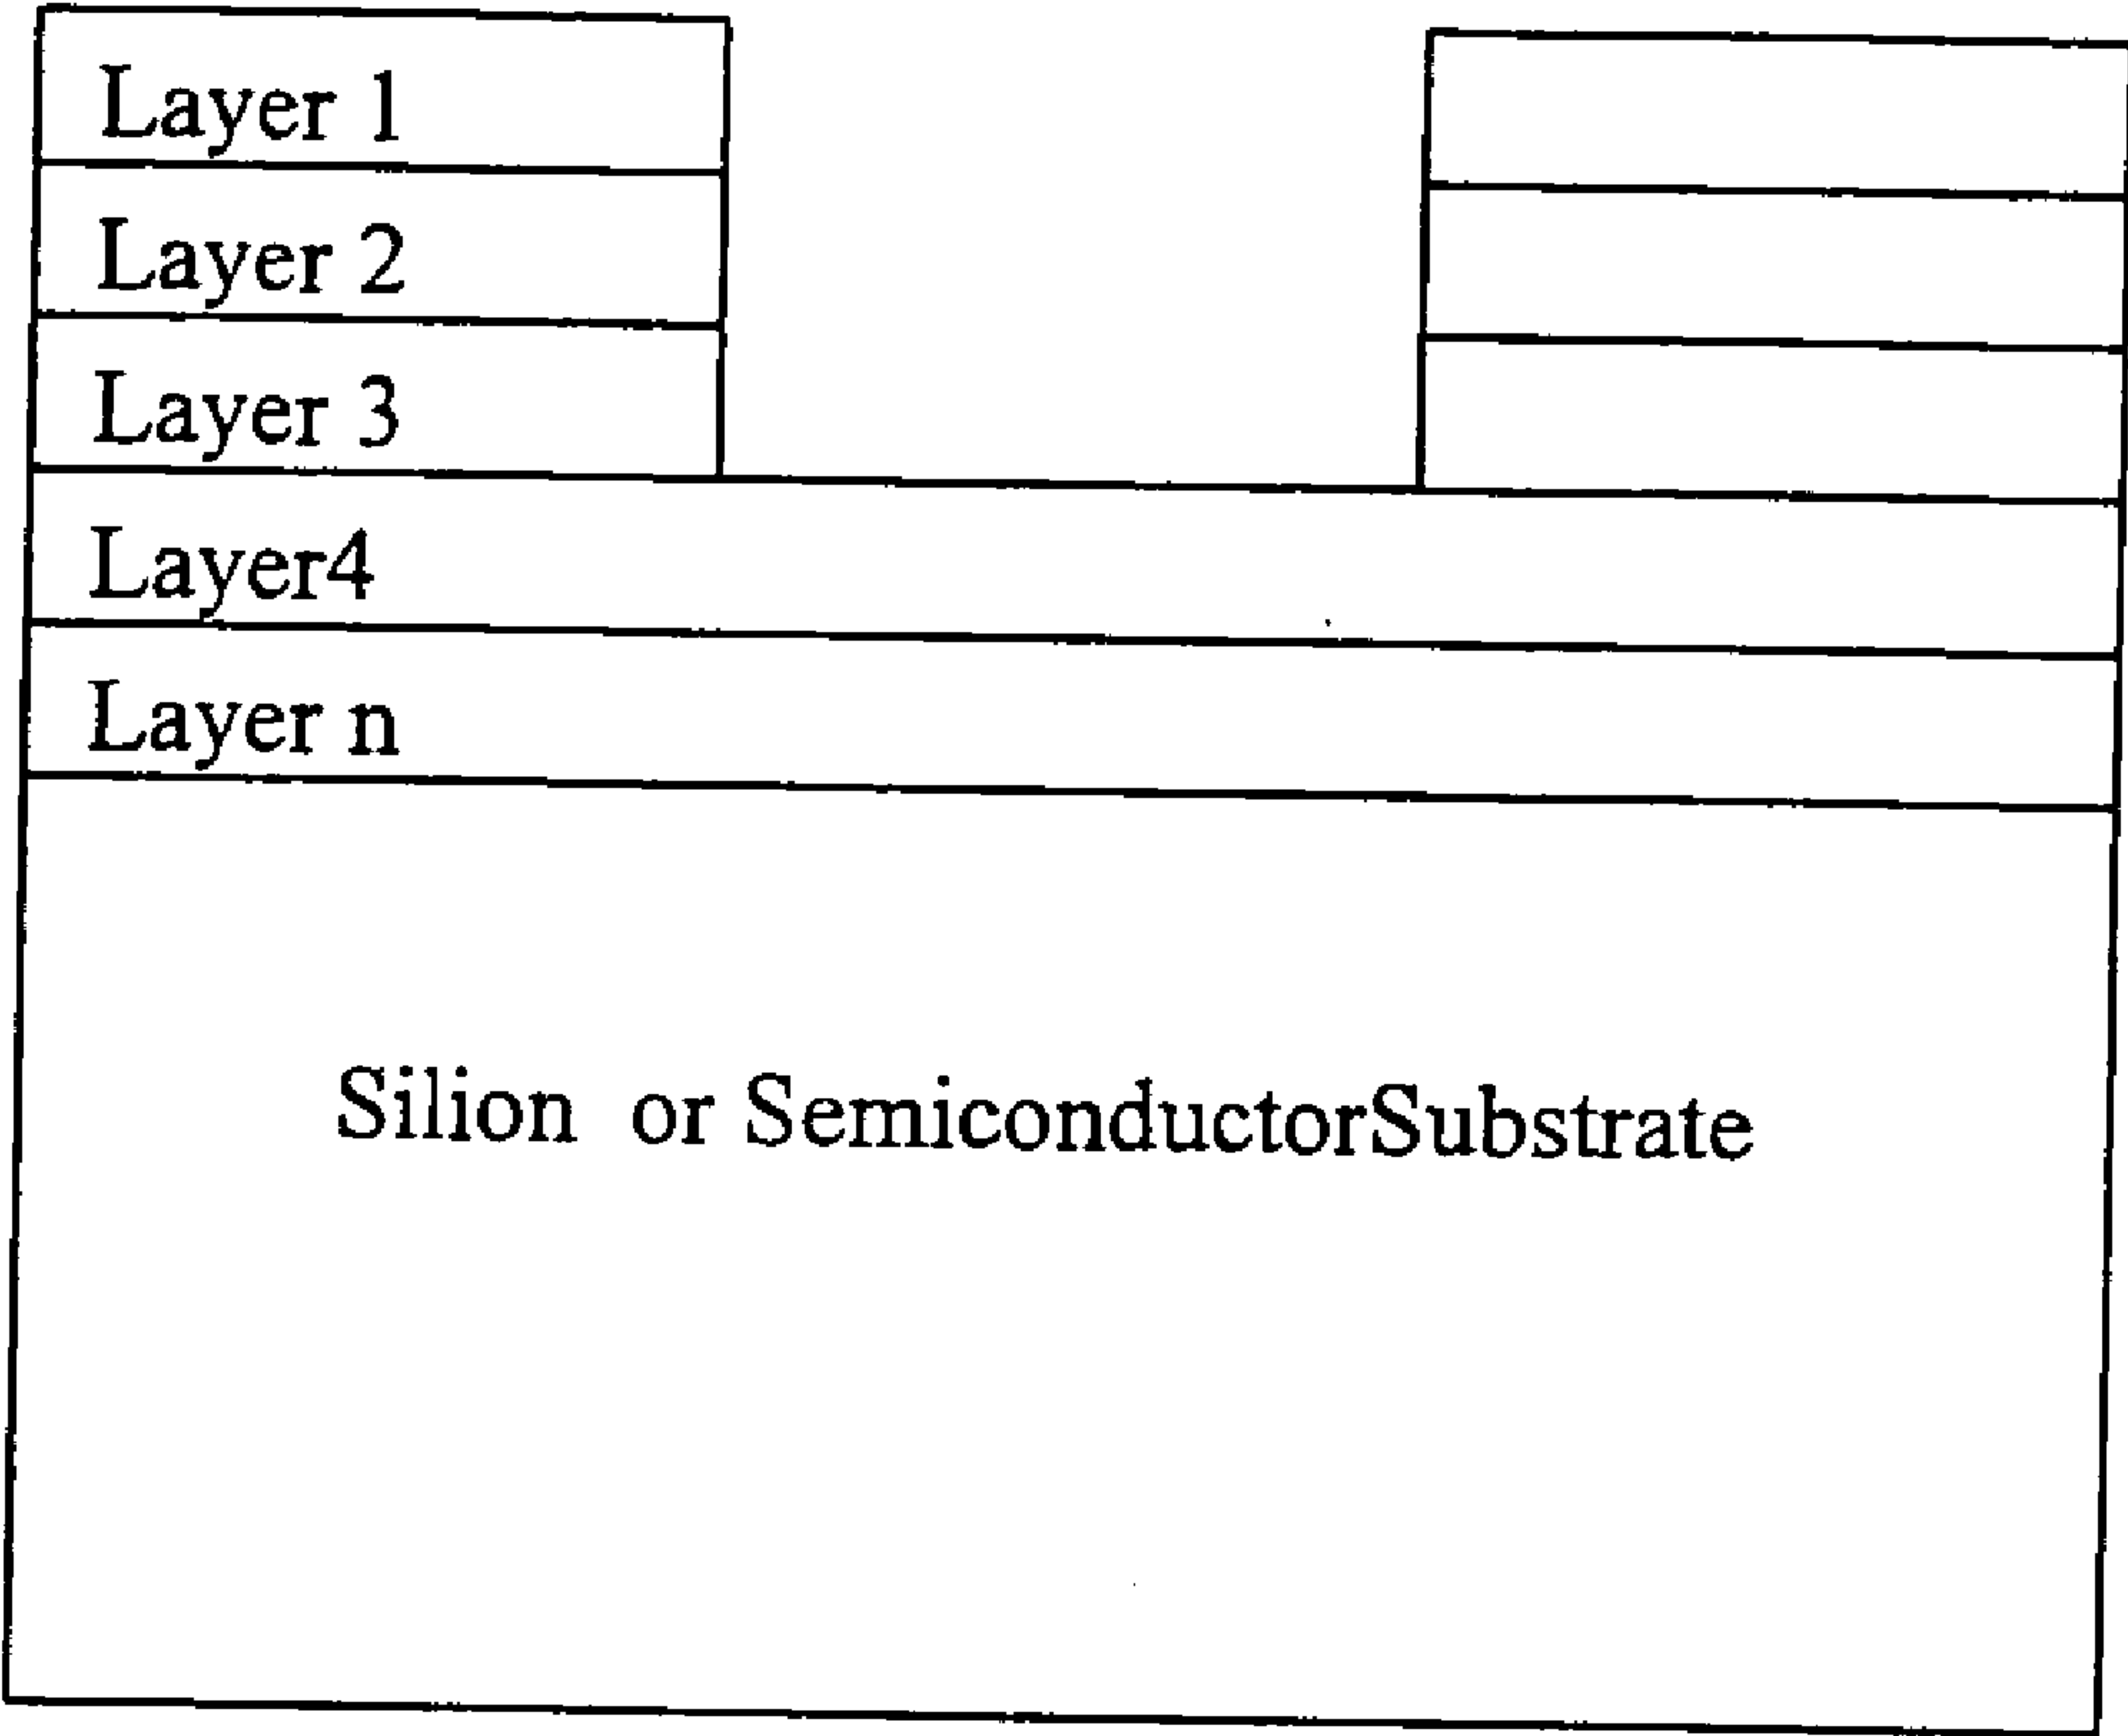 Layer 1
Layer 2
Layer 3
Layer4
Layer n
Silion or SemiconductorSubstrate